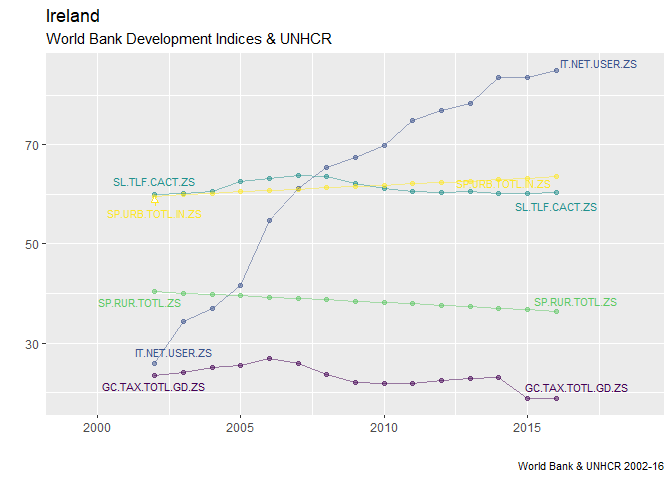 Ireland
World Bank Development Indices & UNHCR
IT.NET.USER.ZS
70
SL.TLF.CACT.ZS
SP.URB.TOTL.IN.ZS
SP.URB.TOTL.IN.ZS
SL.TLF.CACT.ZS
50
SP.RUR.TOTL.ZS
SP.RUR.TOTL.ZS
IT.NET.USER.ZS
30
GC.TAX.TOTL.GD.ZS
GC.TAX.TOTL.GD.ZS
2000 2005 2010 2015
World Bank & UNHCR 2002-16